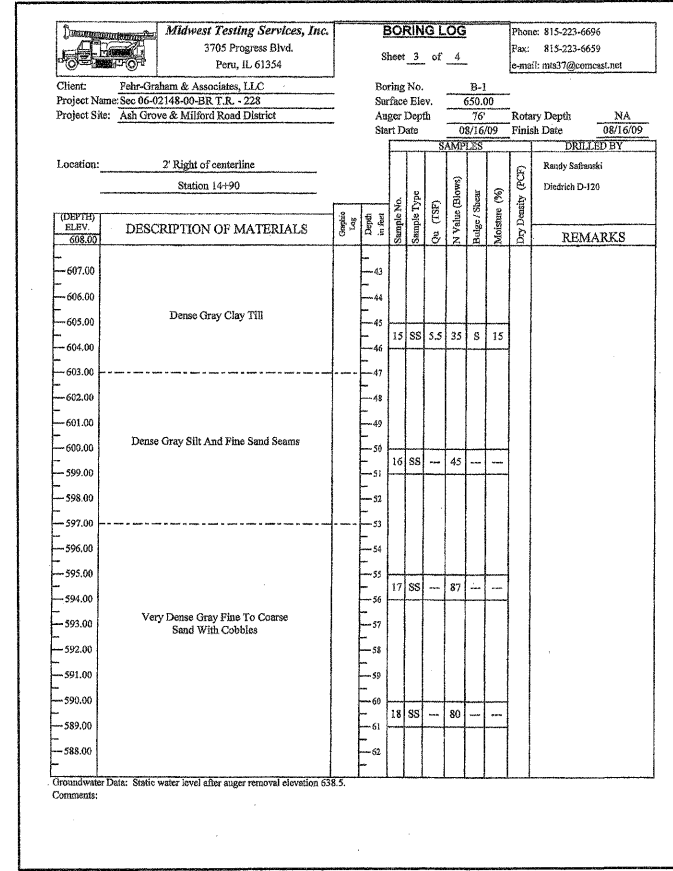 Midwest Testing Services, Inc.
3705 Progress Blvd.
Peru, IL 61354
BORING LOG
Sheet 3 of 4
Phone: 815-223-6696
Fax: 815-223-6659
e-mail: mts37@comcast.net
Client: Fehr-Graham & Associates, LLC
Project Name: Sec 06-02148-00-BR T.R. - 228
Project Site: Ash Grove & Milford Road District
Boring No. B-1
Surface Elev. 650.00
Auger Depth 76' Rotary Depth NA
Start Date 08/16/09 Finish Date 08/16/09
Location: 2' Right of centerline
Station 14+90
SAMPLES
DRILLED BY
Randy Safranski
Diedrich D-120
(DEPTH)
ELEV.
608.00
DESCRIPTION OF MATERIALS
Graphic Log
Depth in feet
Sample No.
Sample Type
Qu (TSF)
N Value (Blows)
Bulge / Shear
Moisture (%)
Dry Density (PCF)
REMARKS
607.00 43
606.00 44
Dense Gray Clay Till
605.00 45
15 SS 5.5 35 S 15
604.00 46
603.00 47
602.00 48
601.00 49
Dense Gray Silt And Fine Sand Seams
600.00 50
16 SS --- 45 --- ---
599.00 51
598.00 52
597.00 53
596.00 54
595.00 55
17 SS --- 87 --- ---
594.00 56
Very Dense Gray Fine To Coarse
593.00 57
Sand With Cobbles
592.00 58
591.00 59
590.00 60
18 SS --- 80 --- ---
589.00 61
588.00 62
Groundwater Data: Static water level after auger removal elevation 638.5.
Comments: